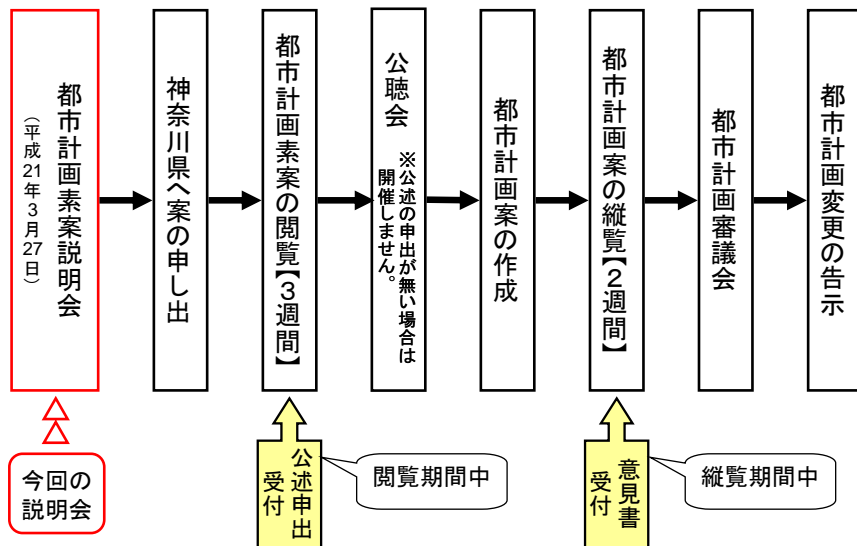 都市計画素案説明会
（平成21年3月27日）
神奈川県へ案の申し出
都市計画素案の閲覧【3週間】
公聴会
※公述の申出が無い場合は
開催しません。
都市計画案の作成
都市計画案の縦覧【2週間】
都市計画審議会
都市計画変更の告示
今回の
説明会
公述申出
受付
閲覧期間中
意見書
受付
縦覧期間中